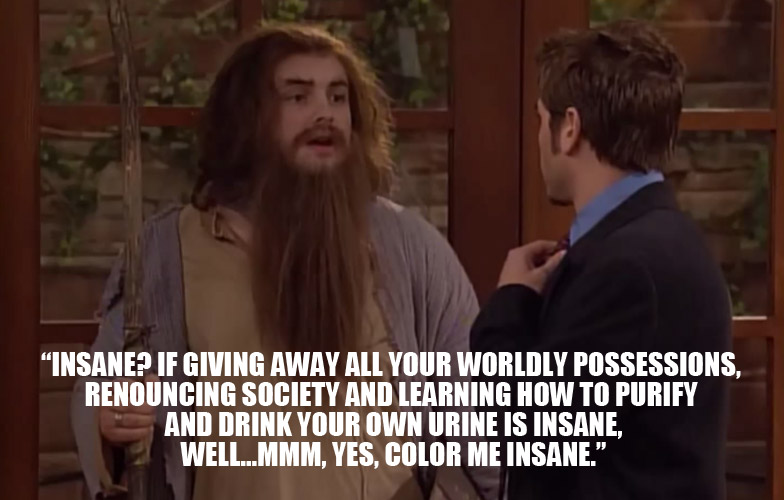 “INSANE? IF GIVING AWAY ALL YOUR WORLDLY POSSESSIONS,
RENOUNCING SOCIETY AND LEARNING HOW TO PURIFY
AND DRINK YOUR OWN URINE IS INSANE,
WELL...MMM, YES, COLOR ME INSANE.”